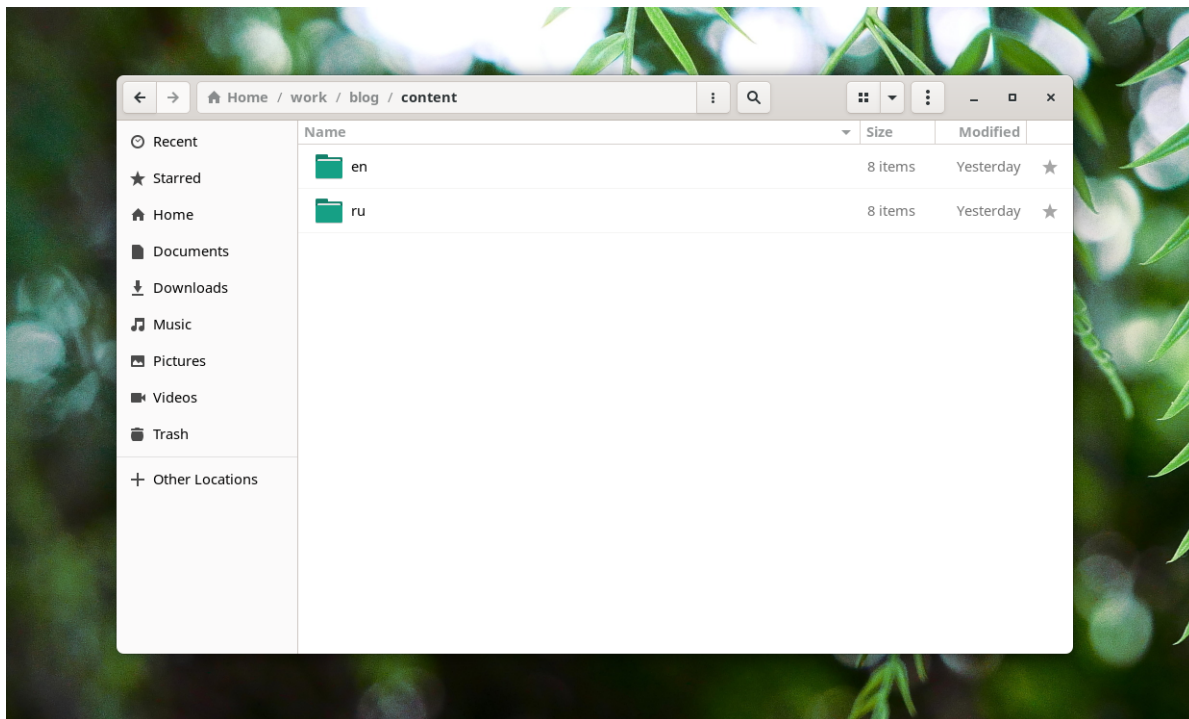 Home / work / blog / content
Recent
Starred
Home
Documents
Downloads
Music
Pictures
Videos
Trash
Other Locations
Name Size Modified
en 8 items Yesterday
ru 8 items Yesterday